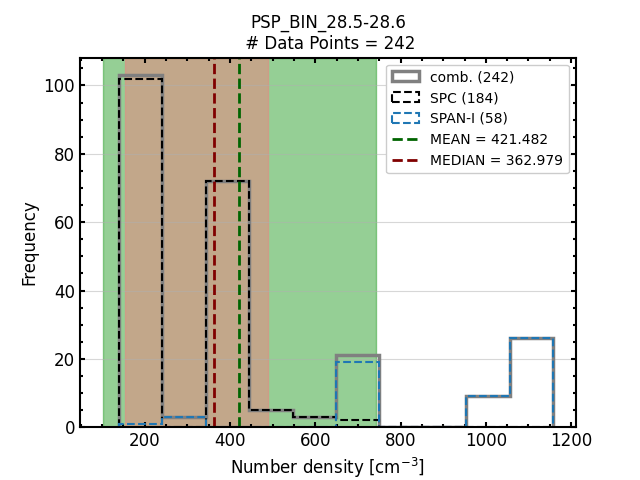 PSP_BIN_28.5-28.6
# Data Points = 242
comb. (242)
SPC (184)
SPAN-I (58)
MEAN = 421.482
MEDIAN = 362.979
Frequency
100
80
60
40
20
0
200 400 600 800 1000 1200
Number density [cm⁻³]